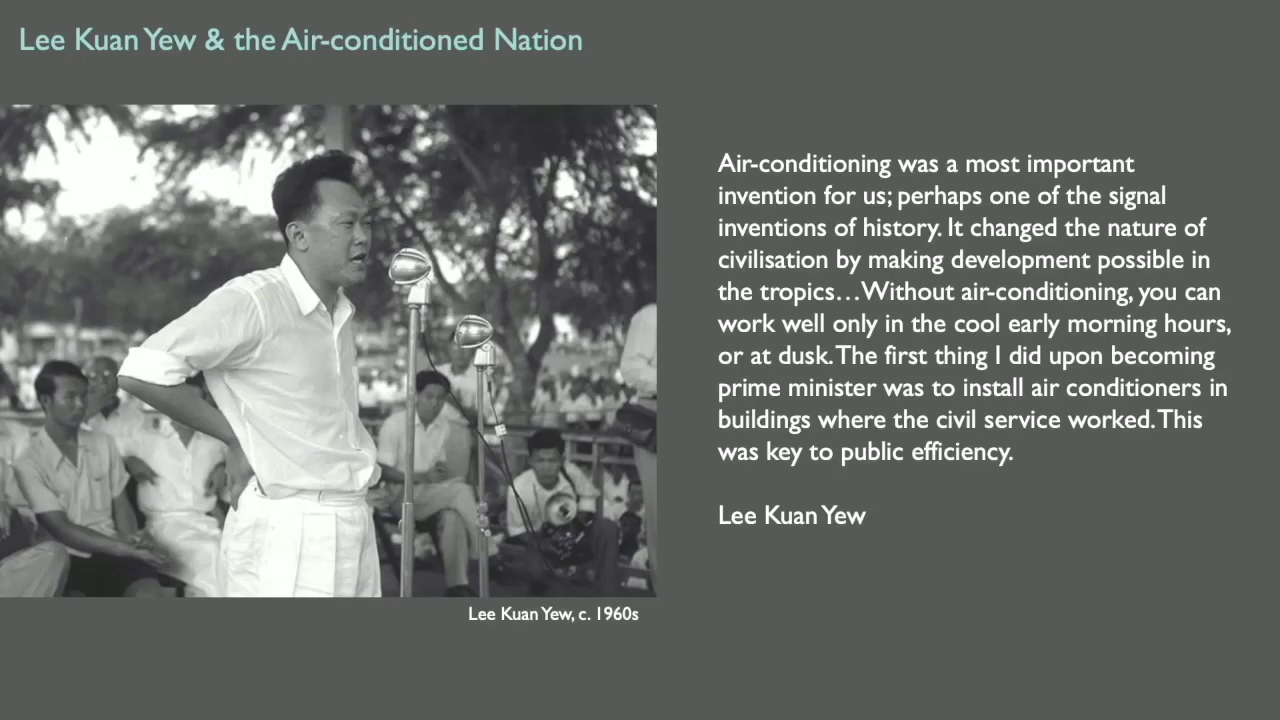 Lee Kuan Yew & the Air-conditioned Nation
Air-conditioning was a most important
invention for us; perhaps one of the signal
inventions of history. It changed the nature of
civilisation by making development possible in
the tropics…Without air-conditioning, you can
work well only in the cool early morning hours,
or at dusk. The first thing I did upon becoming
prime minister was to install air conditioners in
buildings where the civil service worked. This
was key to public efficiency.
Lee Kuan Yew
Lee Kuan Yew, c. 1960s